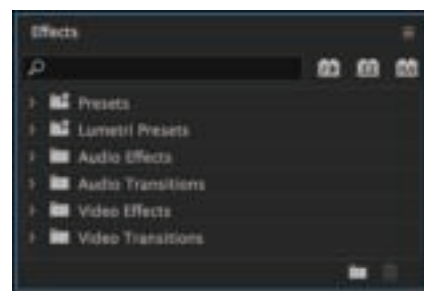 Effects
Presets
Lumetri Presets
Audio Effects
Audio Transitions
Video Effects
Video Transitions